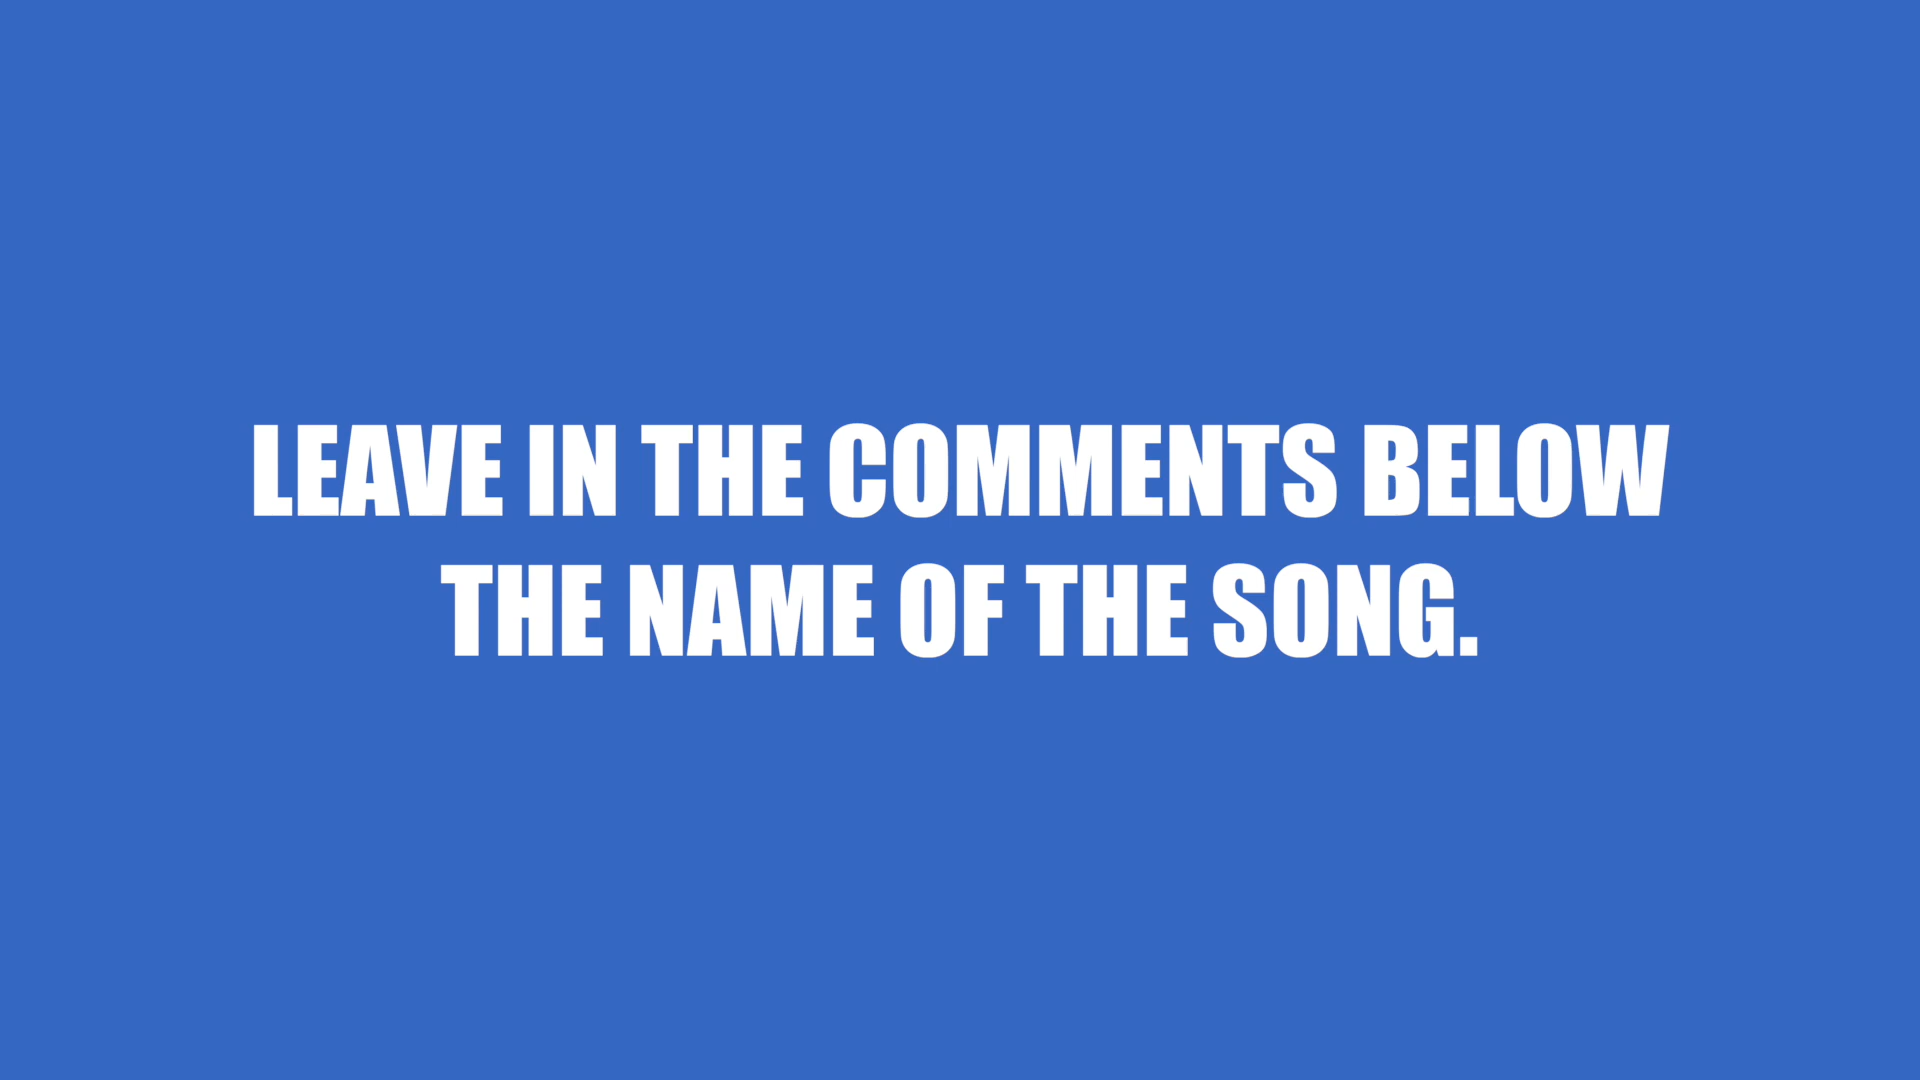 LEAVE IN THE COMMENTS BELOW
THE NAME OF THE SONG.